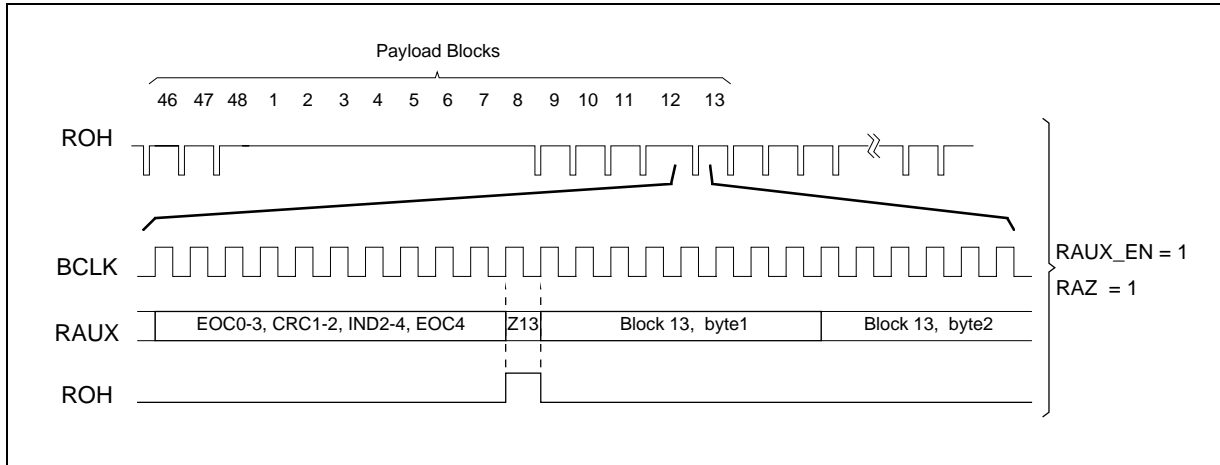 Payload Blocks
46 47 48 1 2 3 4 5 6 7 8 9 10 11 12 13
ROH
BCLK
RAUX_EN = 1
RAZ = 1
RAUX
EOC0-3, CRC1-2, IND2-4, EOC4
Z13
Block 13, byte1
Block 13, byte2
ROH